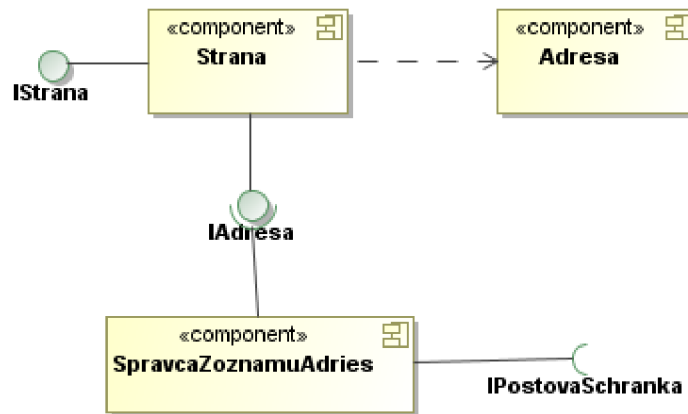 «component»
Strana
«component»
Adresa
IStrana
IAdresa
«component»
SpravcaZoznamuAdries
IPostovaSchranka